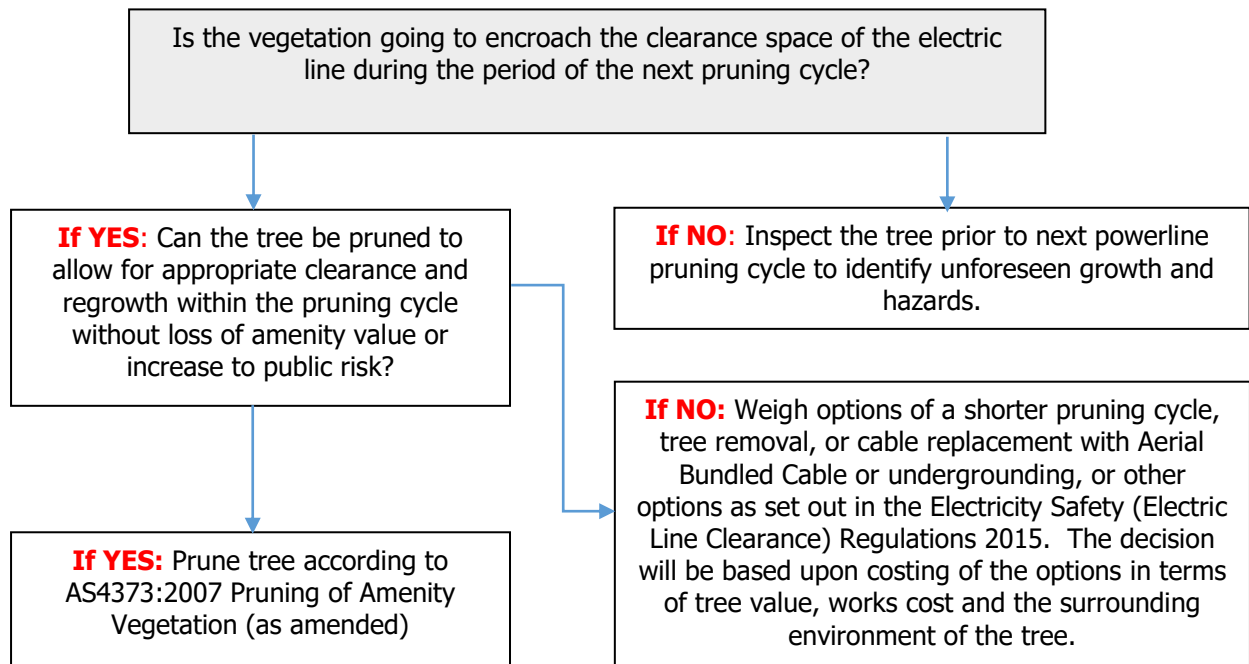 Is the vegetation going to encroach the clearance space of the electric
line during the period of the next pruning cycle?
If YES: Can the tree be pruned to
allow for appropriate clearance and
regrowth within the pruning cycle
without loss of amenity value or
increase to public risk?
If NO: Inspect the tree prior to next powerline
pruning cycle to identify unforeseen growth and
hazards.
If YES: Prune tree according to
AS4373:2007 Pruning of Amenity
Vegetation (as amended)
If NO: Weigh options of a shorter pruning cycle,
tree removal, or cable replacement with Aerial
Bundled Cable or undergrounding, or other
options as set out in the Electricity Safety (Electric
Line Clearance) Regulations 2015.  The decision
will be based upon costing of the options in terms
of tree value, works cost and the surrounding
environment of the tree.